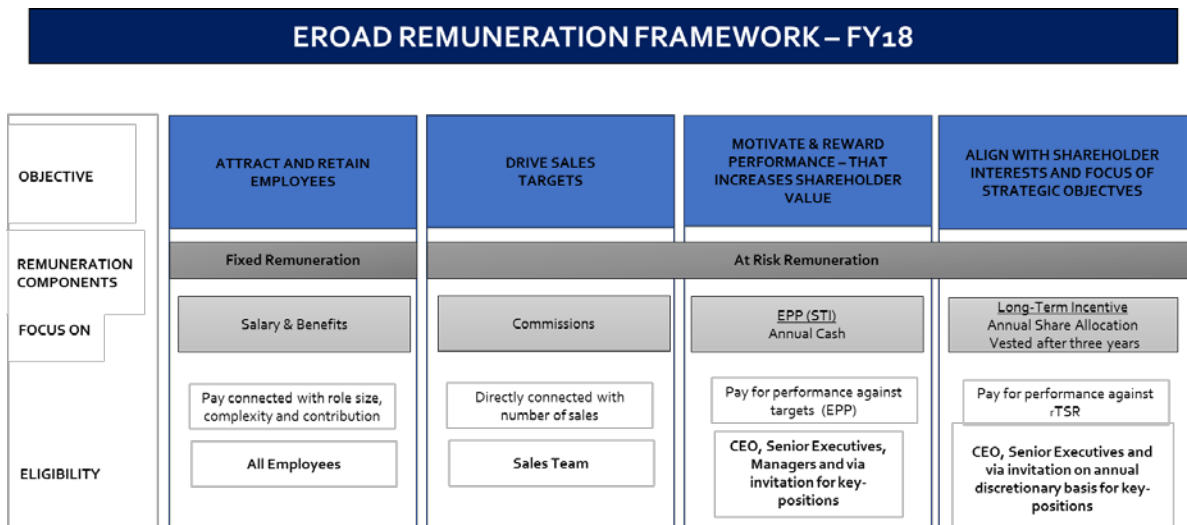 EROAD REMUNERATION FRAMEWORK – FY18
OBJECTIVE
ATTRACT AND RETAIN
EMPLOYEES
DRIVE SALES
TARGETS
MOTIVATE & REWARD
PERFORMANCE – THAT
INCREASES SHAREHOLDER
VALUE
ALIGN WITH SHAREHOLDER
INTERESTS AND FOCUS OF
STRATEGIC OBJECTVES
REMUNERATION
COMPONENTS
Fixed Remuneration
At Risk Remuneration
FOCUS ON
Salary & Benefits
Commissions
EPP (STI)
Annual Cash
Long-Term Incentive
Annual Share Allocation
Vested after three years
Pay connected with role size,
complexity and contribution
Directly connected with
number of sales
Pay for performance against
targets (EPP)
Pay for performance against
rTSR
ELIGIBILITY
All Employees
Sales Team
CEO, Senior Executives,
Managers and via
invitation for key-
positions
CEO, Senior Executives and
via invitation on annual
discretionary basis for key-
positions